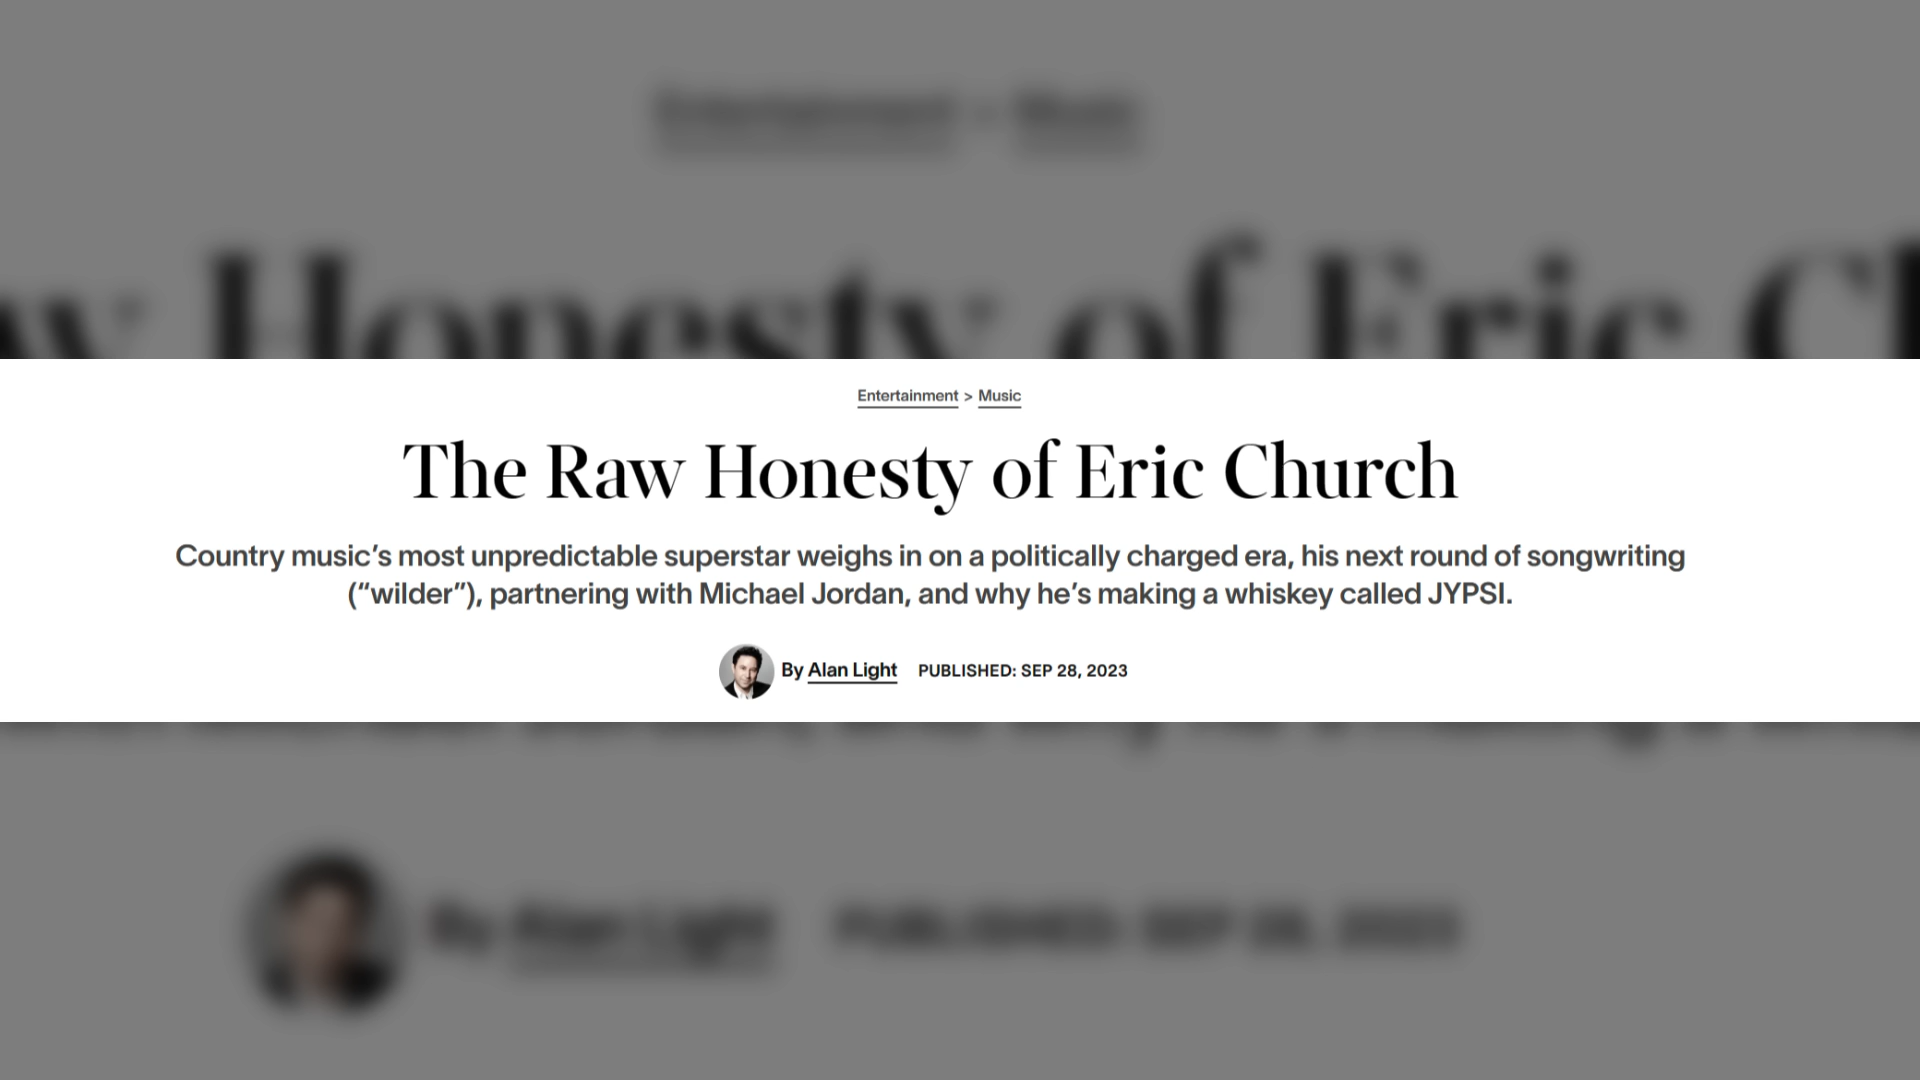 Entertainment > Music
The Raw Honesty of Eric Church
Country music’s most unpredictable superstar weighs in on a politically charged era, his next round of songwriting
(“wilder”), partnering with Michael Jordan, and why he’s making a whiskey called JYPSI.
By Alan Light PUBLISHED: SEP 28, 2023